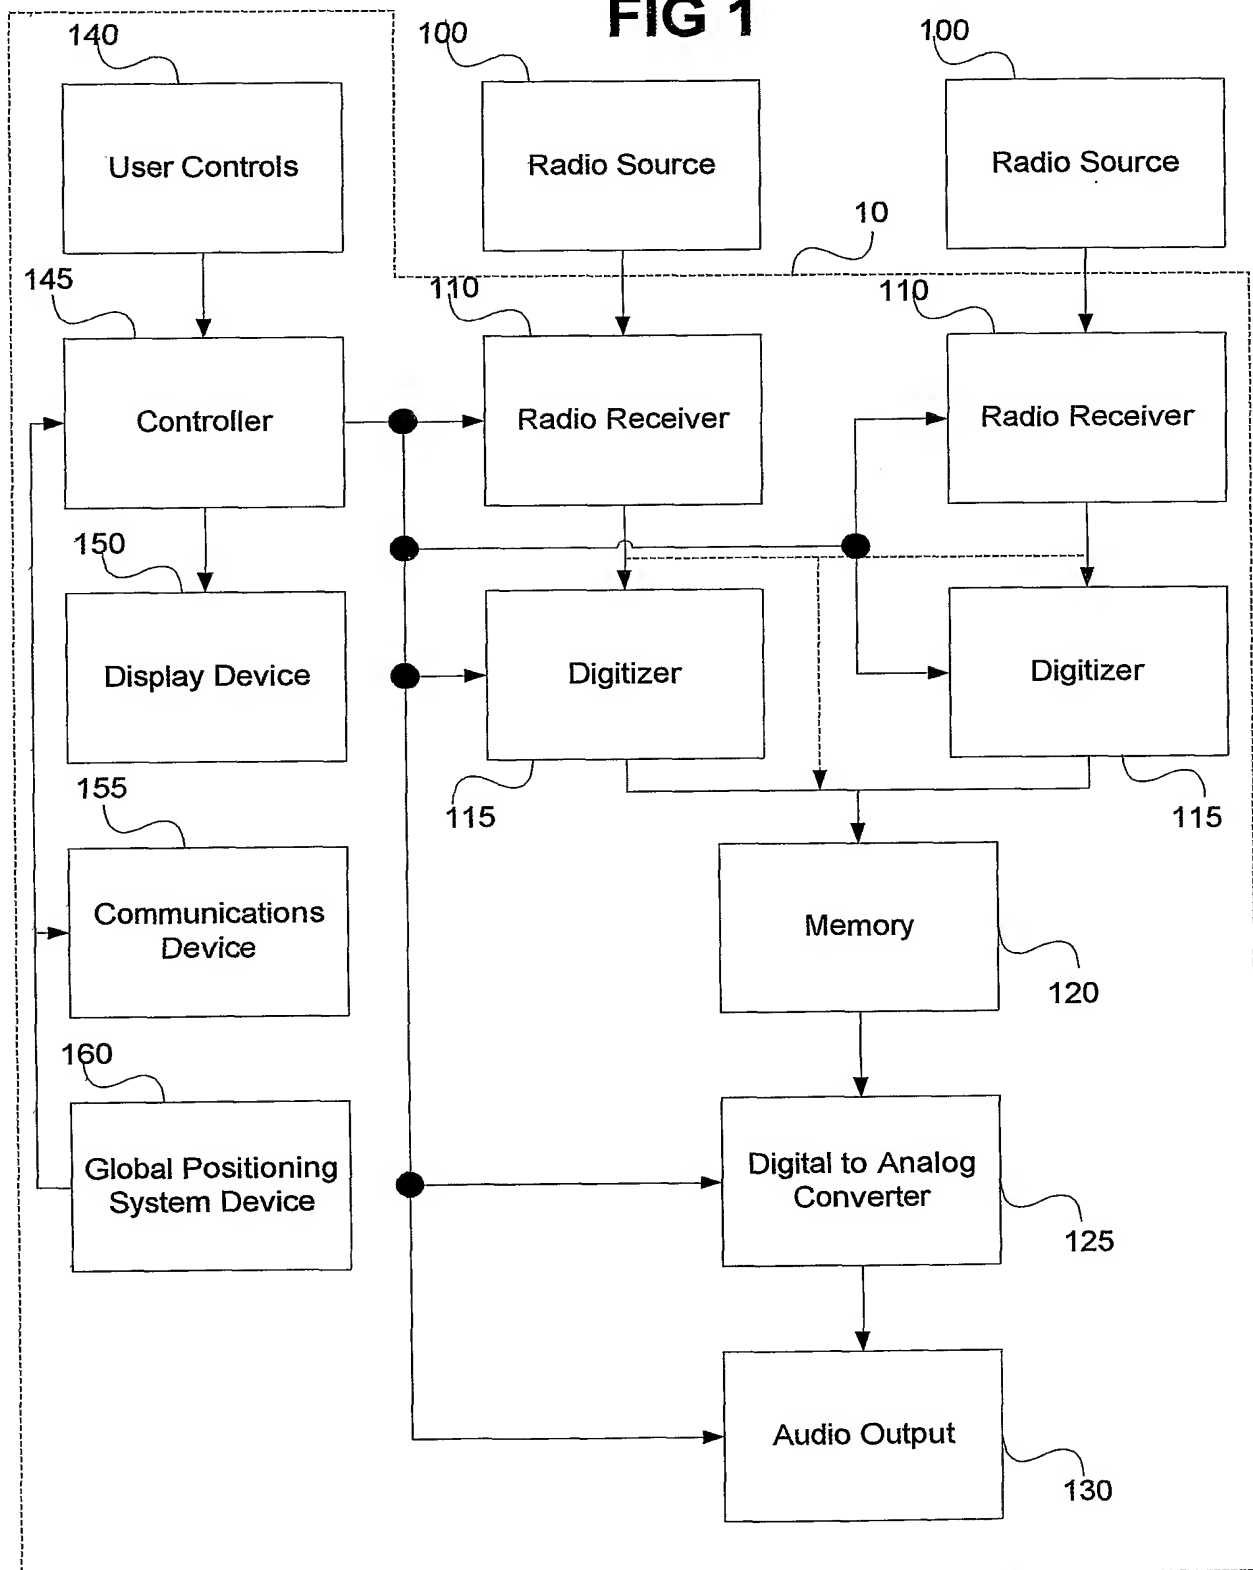 FIG 1
140
100
100
User Controls
Radio Source
Radio Source
10
145
110
110
Controller
Radio Receiver
Radio Receiver
150
Display Device
Digitizer
Digitizer
155
115
115
Communications
Device
Memory
120
160
Global Positioning
System Device
Digital to Analog
Converter
125
Audio Output
130